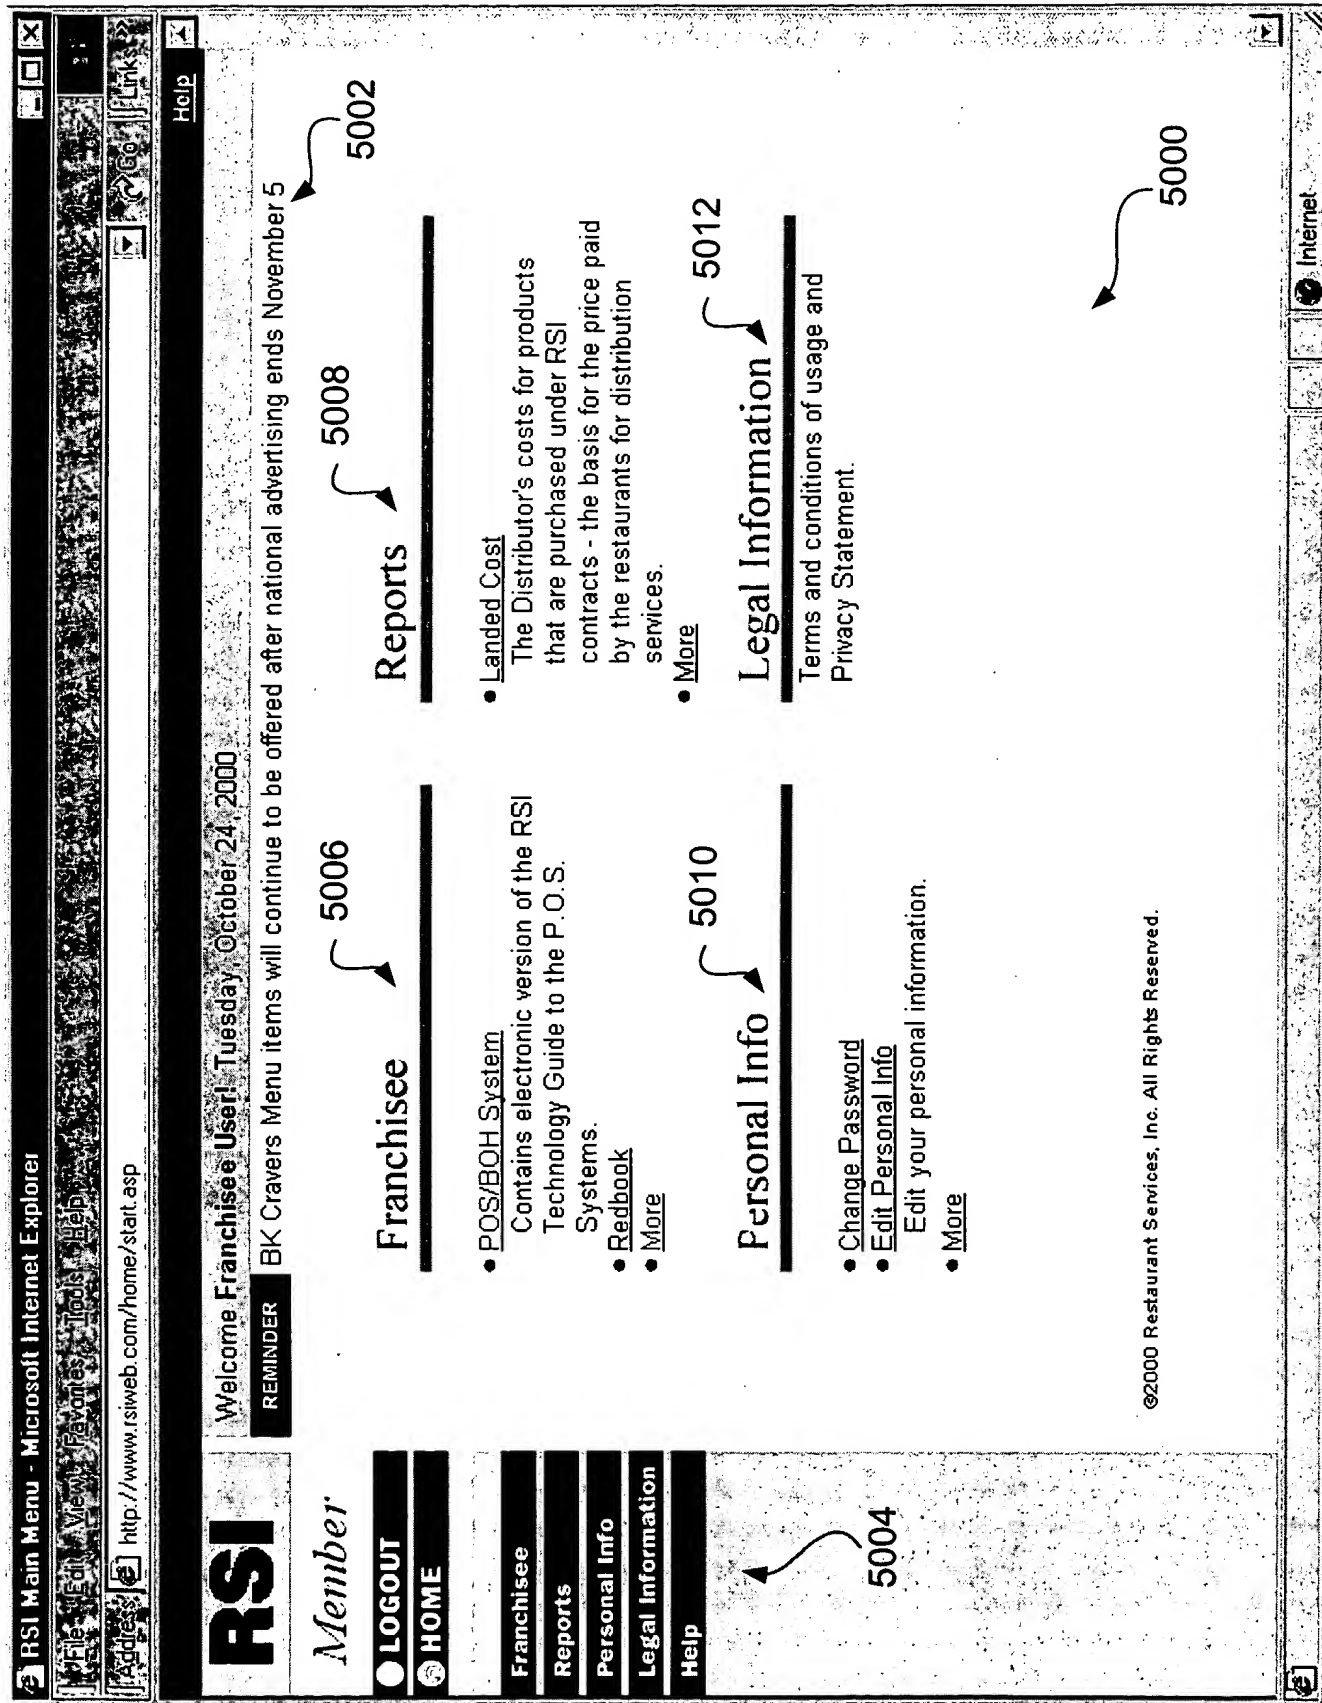 RSI Main Menu - Microsoft Internet Explorer
File Edit View Favorites Tools Help
Address http://www.rsiweb.com/home/start.asp Go Links »
Help
RSI
Welcome Franchisee User! Tuesday, October 24, 2000
REMINDER BK Cravers Menu items will continue to be offered after national advertising ends November 5
5002
Member
LOGOUT
HOME
Franchisee
Reports
Personal Info
Legal Information
Help
5004
5006
Franchisee
• POS/BOH System
Contains electronic version of the RSI
Technology Guide to the P.O.S.
Systems.
• Redbook
• More
5008
Reports
• Landed Cost
The Distributor's costs for products
that are purchased under RSI
contracts - the basis for the price paid
by the restaurants for distribution
services.
• More
5010
Personal Info
• Change Password
• Edit Personal Info
Edit your personal information.
• More
5012
Legal Information
Terms and conditions of usage and
Privacy Statement.
5000
©2000 Restaurant Services, Inc. All Rights Reserved.
Internet